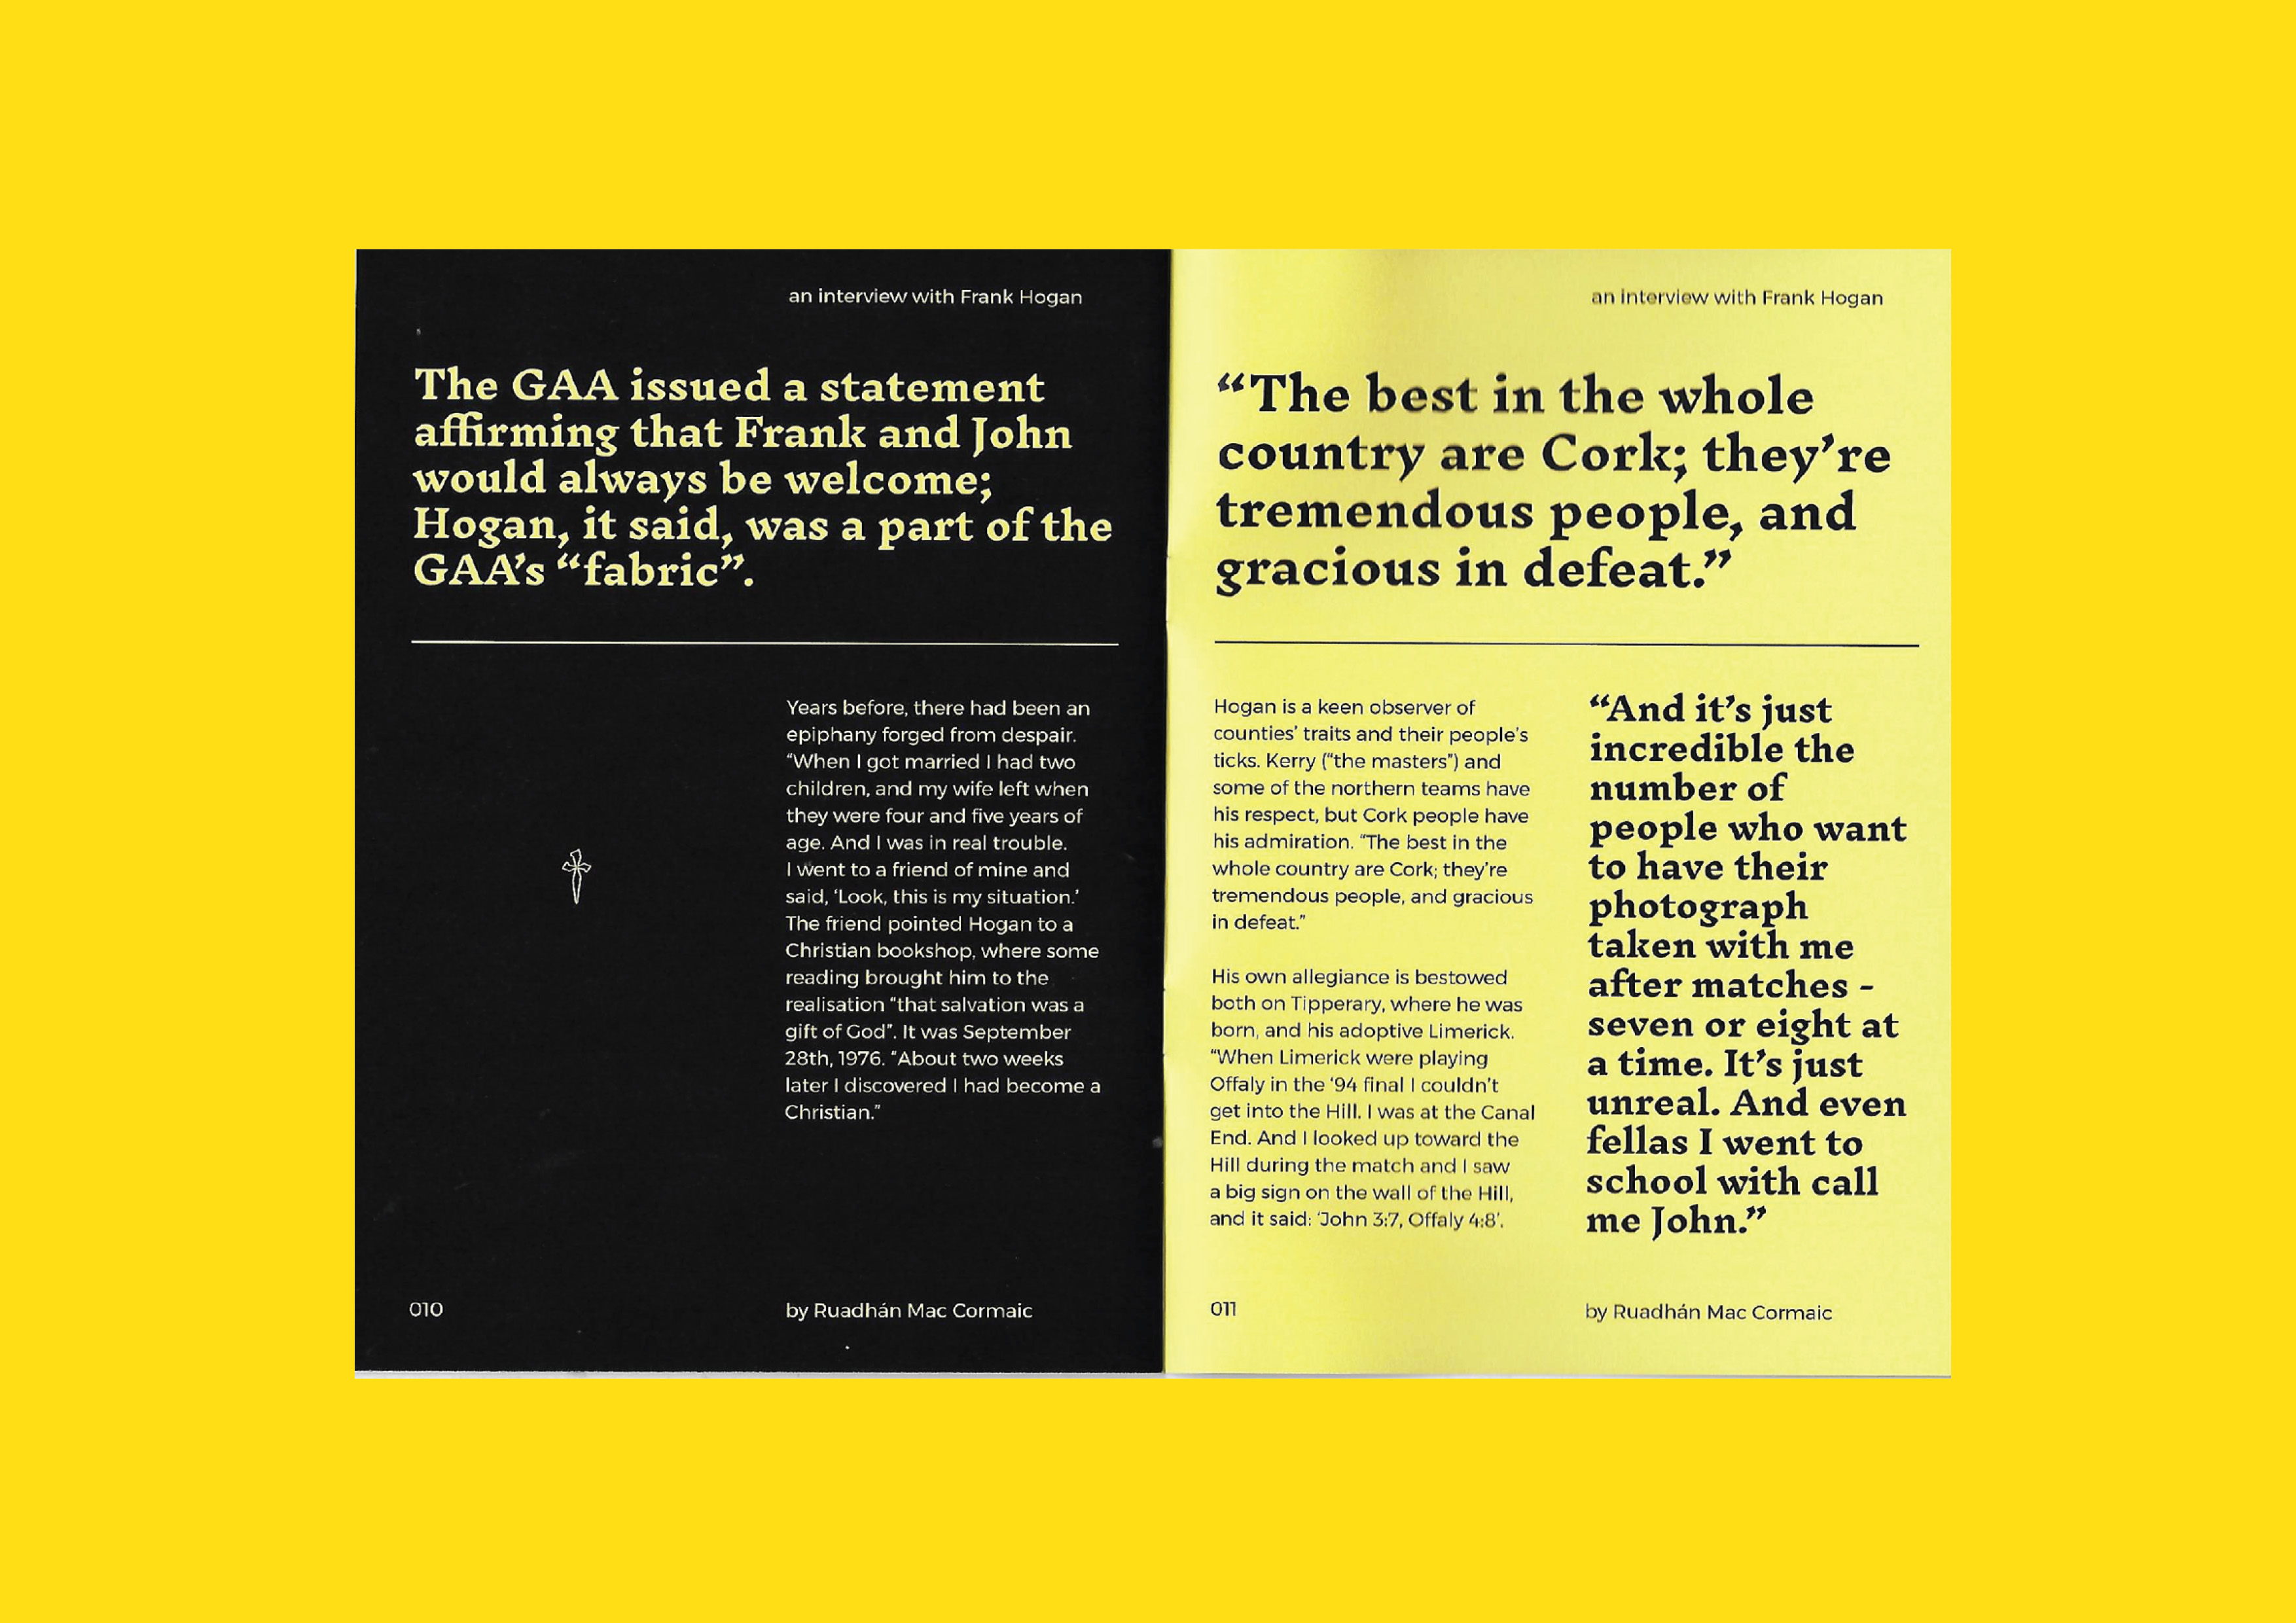 an interview with Frank Hogan
The GAA issued a statement
affirming that Frank and John
would always be welcome;
Hogan, it said, was a part of the
GAA’s “fabric”.
Years before, there had been an
epiphany forged from despair.
“When I got married I had two
children, and my wife left when
they were four and five years of
age. And I was in real trouble.
I went to a friend of mine and
said, ‘Look, this is my situation.’
The friend pointed Hogan to a
Christian bookshop, where some
reading brought him to the
realisation “that salvation was a
gift of God”. It was September
28th, 1976. “About two weeks
later I discovered I had become a
Christian.”
010
by Ruadhán Mac Cormaic
an interview with Frank Hogan
“The best in the whole
country are Cork; they’re
tremendous people, and
gracious in defeat.”
Hogan is a keen observer of
counties’ traits and their people’s
ticks. Kerry (“the masters”) and
some of the northern teams have
his respect, but Cork people have
his admiration. “The best in the
whole country are Cork; they’re
tremendous people, and gracious
in defeat.”
His own allegiance is bestowed
both on Tipperary, where he was
born, and his adoptive Limerick.
“When Limerick were playing
Offaly in the ‘94 final I couldn’t
get into the Hill. I was at the Canal
End. And I looked up toward the
Hill during the match and I saw
a big sign on the wall of the Hill,
and it said: ‘John 3:7, Offaly 4:8’.
“And it’s just
incredible the
number of
people who want
to have their
photograph
taken with me
after matches -
seven or eight at
a time. It’s just
unreal. And even
fellas I went to
school with call
me John.”
011
by Ruadhán Mac Cormaic